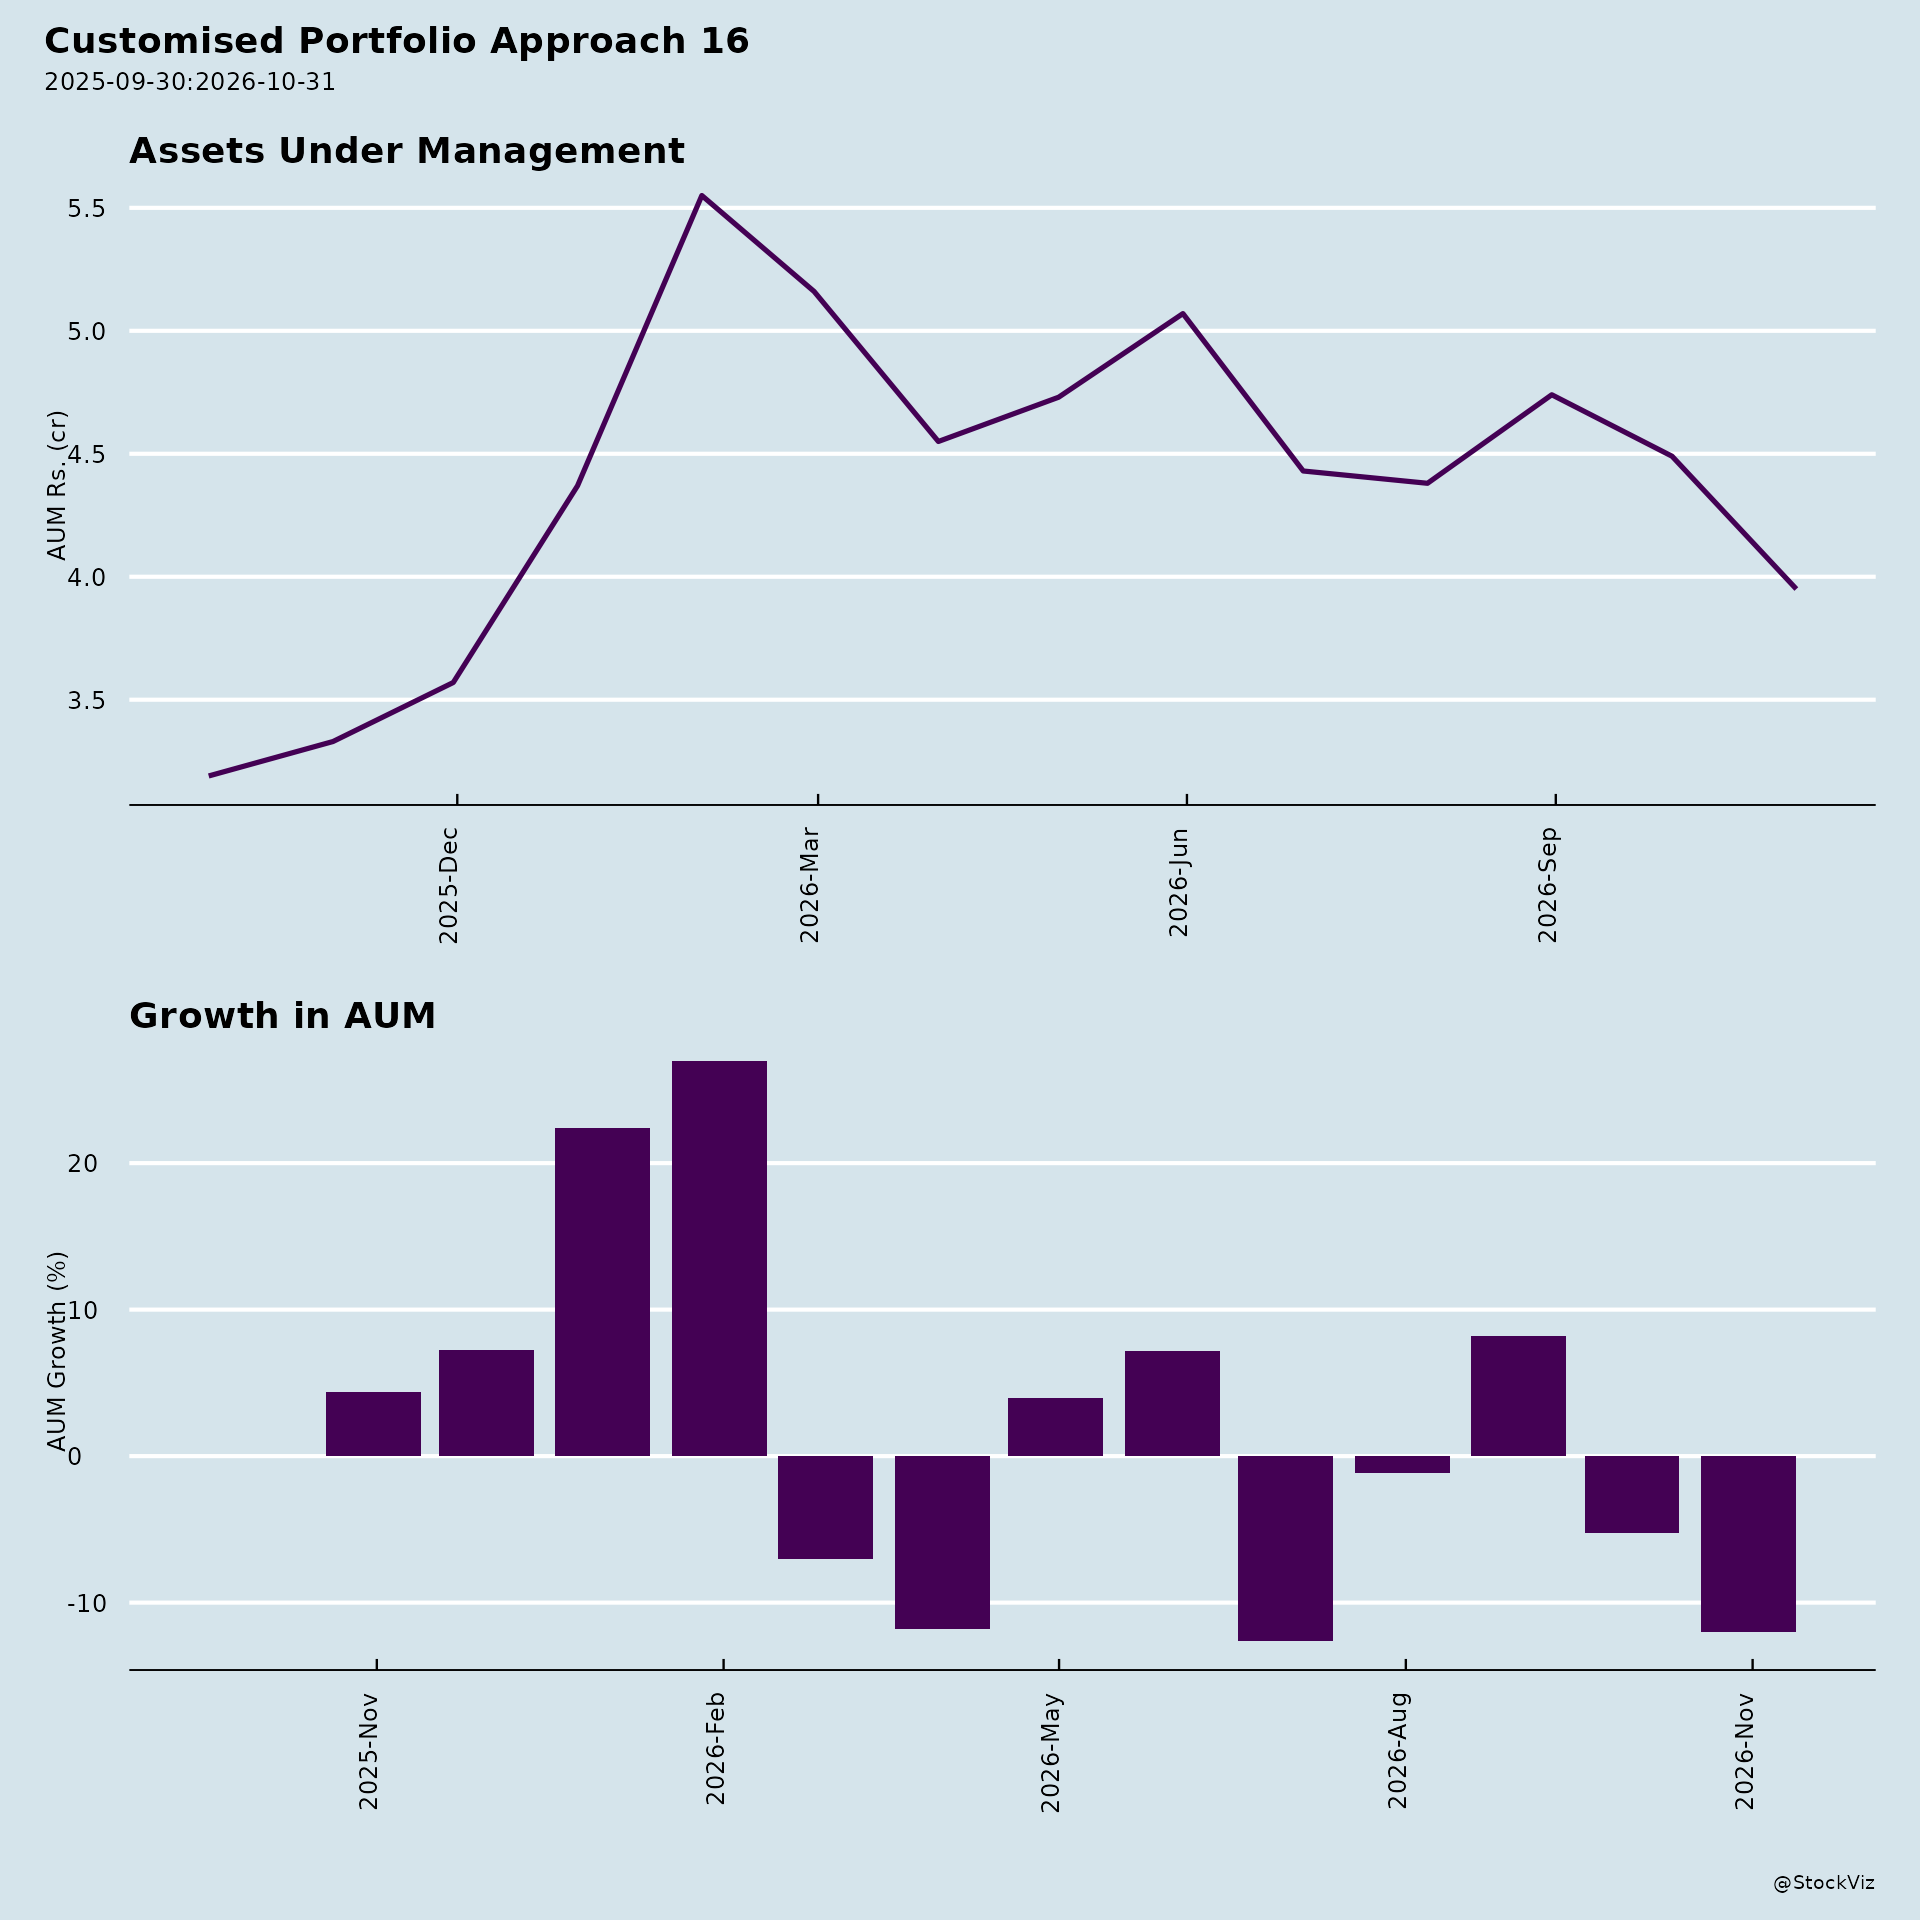 Customised Portfolio Approach 16
2025-09-30:2026-10-31
Assets Under Management
AUM Rs. (cr)
5.5
5.0
4.5
4.0
3.5
2025-Dec
2026-Mar
2026-Jun
2026-Sep
Growth in AUM
AUM Growth (%)
20
10
0
-10
2025-Nov
2026-Feb
2026-May
2026-Aug
2026-Nov
@StockViz